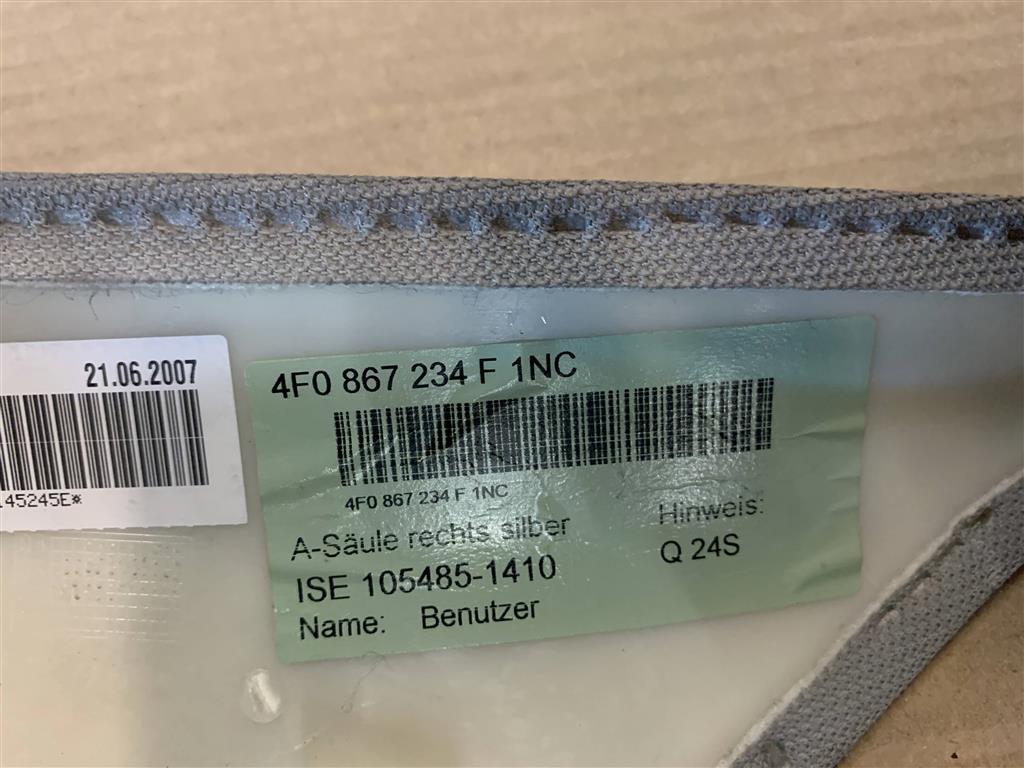 21.06.2007
145245E*
4F0 867 234 F 1NC
4F0 867 234 F 1NC
A-Säule rechts silber
Hinweis:
ISE 105485-1410
Q 24S
Name: Benutzer